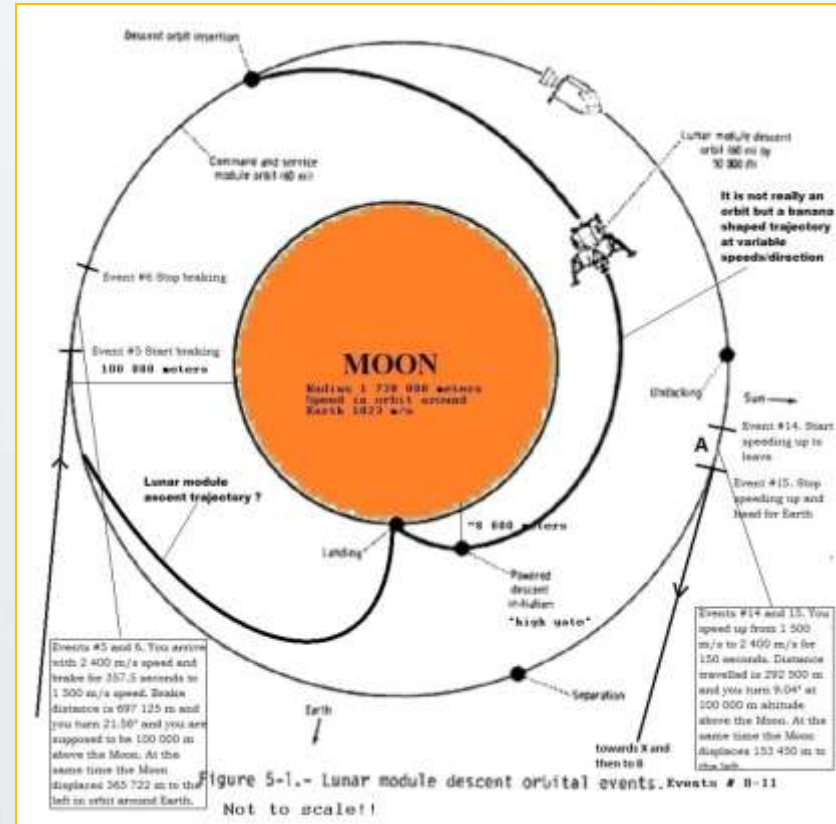 Descent orbit insertion
Command and service
module orbit (60 mi)
Lunar module descent
orbit (60 mi by
50 000 ft)
It is not really an
orbit but a banana
shaped trajectory
at variable
speeds/direction
Event #6 Stop braking
Event #5 Start braking
100 000 meters
MOON
Radius 1 738 000 meters
Speed in orbit around
Earth 1023 m/s
Undocking
Sun
Event #14. Start
speeding up to
leave
A
Event #15. Stop
speeding up and
head for Earth
Lunar module
ascent trajectory ?
Landing
~8 000 meters
Powered
descent
initiation
"high gate"
Separation
Earth
Events #5 and 6. You arrive
with 2 400 m/s speed and
brake for 357.5 seconds to
1 500 m/s speed. Brake
distance is 697 125 m and
you turn 21.56° and you are
supposed to be 100 000 m
above the Moon. At the
same time the Moon
displaces 365 722 m to the
left in orbit around Earth.
Events #14 and 15. You
speed up from 1 500
m/s to 2 400 m/s for
150 seconds. Distance
travelled is 292 500 m
and you turn 9.04° at
100 000 m altitude
above the Moon. At the
same time the Moon
displaces 153 450 m to
the left.
towards X and
then to B
Figure 5-1.- Lunar module descent orbital events. Events # 8-11
Not to scale!!